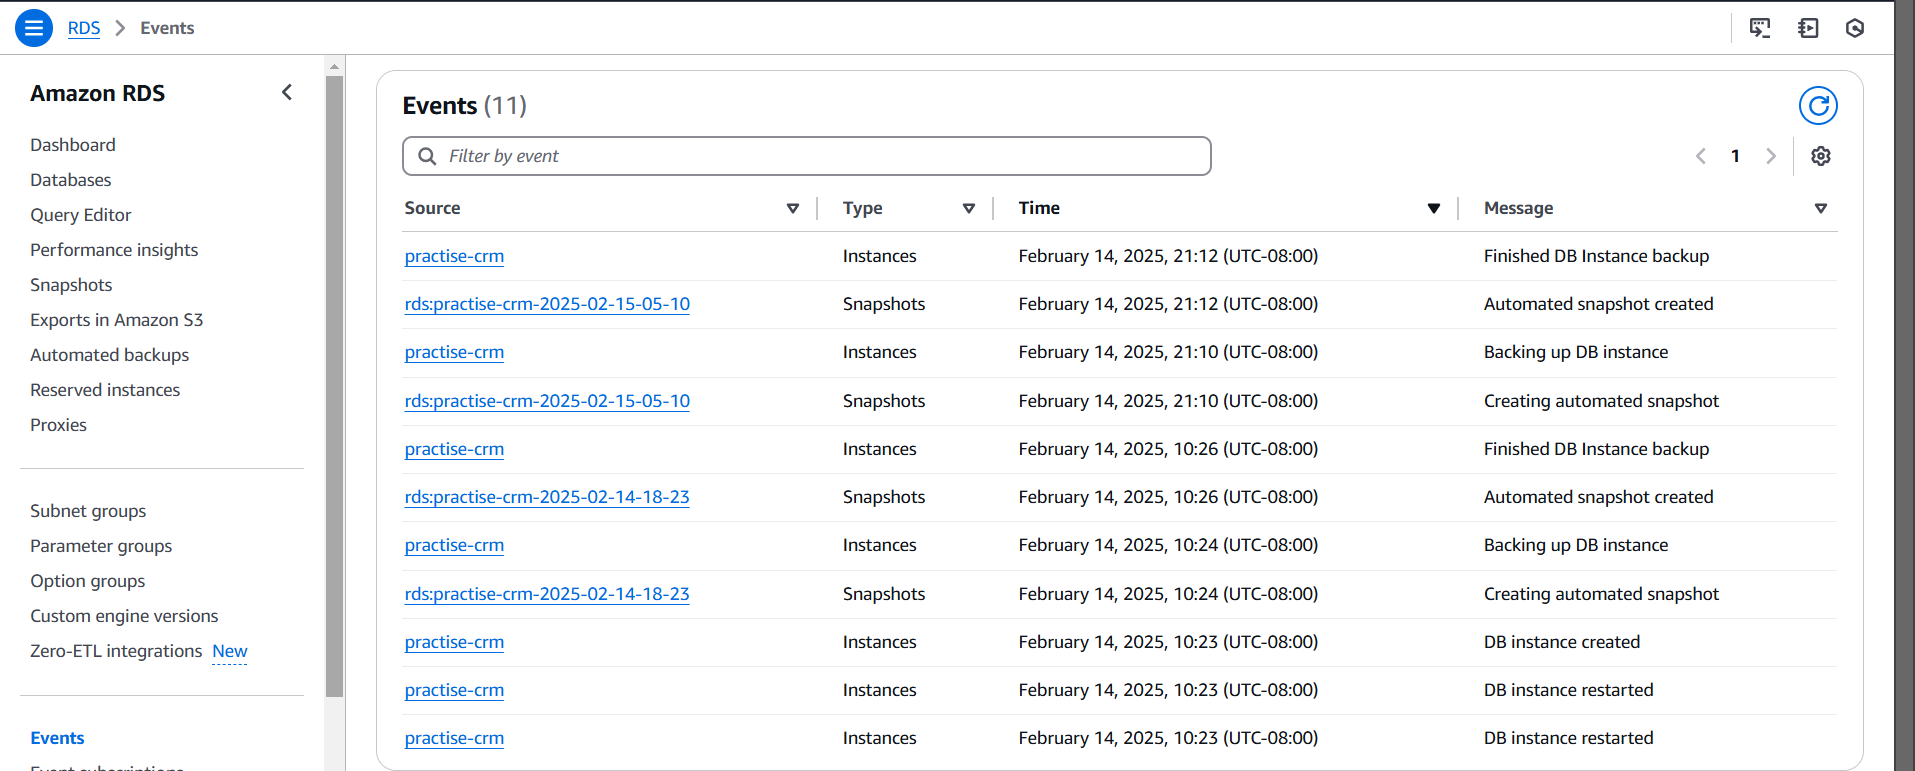 RDS > Events
Amazon RDS
Dashboard
Databases
Query Editor
Performance insights
Snapshots
Exports in Amazon S3
Automated backups
Reserved instances
Proxies
Subnet groups
Parameter groups
Option groups
Custom engine versions
Zero-ETL integrations New
Events
Event subscriptions
Events (11)
Filter by event
1
Source Type Time Message
practise-crm Instances February 14, 2025, 21:12 (UTC-08:00) Finished DB Instance backup
rds:practise-crm-2025-02-15-05-10 Snapshots February 14, 2025, 21:12 (UTC-08:00) Automated snapshot created
practise-crm Instances February 14, 2025, 21:10 (UTC-08:00) Backing up DB instance
rds:practise-crm-2025-02-15-05-10 Snapshots February 14, 2025, 21:10 (UTC-08:00) Creating automated snapshot
practise-crm Instances February 14, 2025, 10:26 (UTC-08:00) Finished DB Instance backup
rds:practise-crm-2025-02-14-18-23 Snapshots February 14, 2025, 10:26 (UTC-08:00) Automated snapshot created
practise-crm Instances February 14, 2025, 10:24 (UTC-08:00) Backing up DB instance
rds:practise-crm-2025-02-14-18-23 Snapshots February 14, 2025, 10:24 (UTC-08:00) Creating automated snapshot
practise-crm Instances February 14, 2025, 10:23 (UTC-08:00) DB instance created
practise-crm Instances February 14, 2025, 10:23 (UTC-08:00) DB instance restarted
practise-crm Instances February 14, 2025, 10:23 (UTC-08:00) DB instance restarted